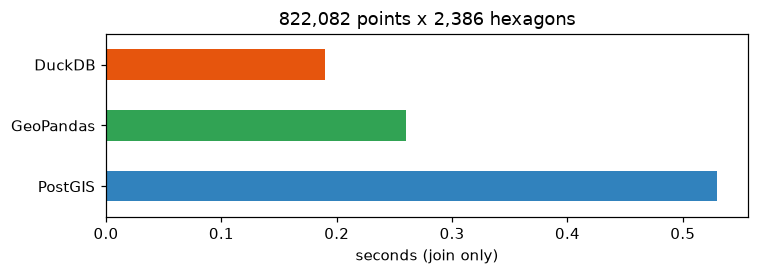 822,082 points x 2,386 hexagons
DuckDB
GeoPandas
PostGIS
0.0 0.1 0.2 0.3 0.4 0.5
seconds (join only)